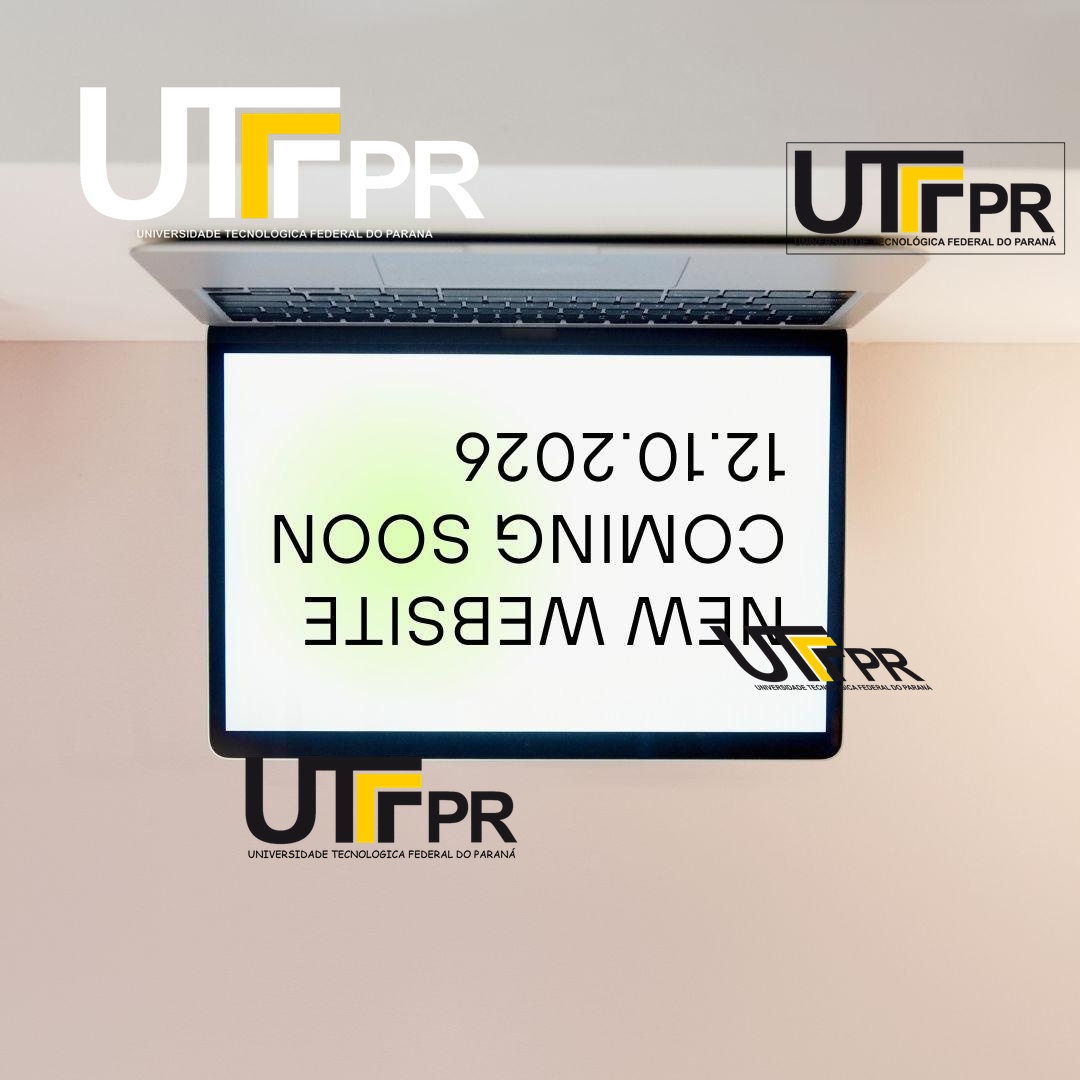 UTFPR
UNIVERSIDADE TECNOLÓGICA FEDERAL DO PARANÁ
UTFPR
UNIVERSIDADE TECNOLÓGICA FEDERAL DO PARANÁ
NEW WEBSITE
COMING SOON
12.10.2026
UTFPR
UNIVERSIDADE TECNOLÓGICA FEDERAL DO PARANÁ
UTFPR
UNIVERSIDADE TECNOLOGICA FEDERAL DO PARANÁ